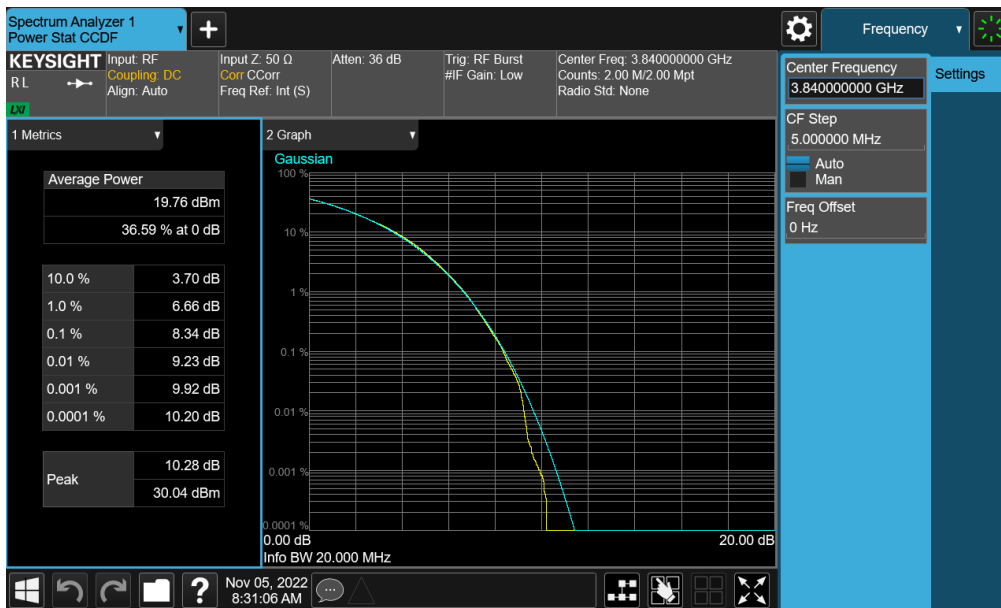 Spectrum Analyzer 1
Power Stat CCDF
+
Frequency
KEYSIGHT
R L
LXI
Input: RF
Coupling: DC
Align: Auto
Input Z: 50 Ω
Corr CCorr
Freq Ref: Int (S)
Atten: 36 dB
Trig: RF Burst
#IF Gain: Low
Center Freq: 3.840000000 GHz
Counts: 2.00 M/2.00 Mpt
Radio Std: None
Center Frequency
3.840000000 GHz
Settings
CF Step
5.000000 MHz
Auto
Man
Freq Offset
0 Hz
1 Metrics
Average Power
19.76 dBm
36.59 % at 0 dB
10.0 % 3.70 dB
1.0 % 6.66 dB
0.1 % 8.34 dB
0.01 % 9.23 dB
0.001 % 9.92 dB
0.0001 % 10.20 dB
Peak
10.28 dB
30.04 dBm
2 Graph
Gaussian
100 %
10 %
1 %
0.1 %
0.01 %
0.001 %
0.0001 %
0.00 dB 20.00 dB
Info BW 20.000 MHz
?
Nov 05, 2022
8:31:06 AM